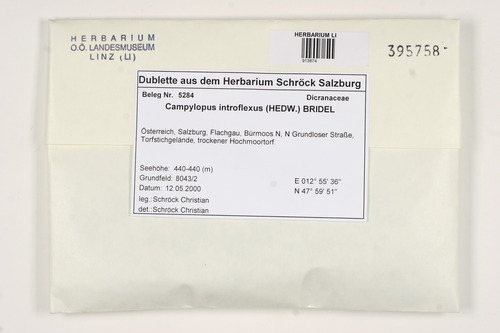 HERBARIUM
O.Ö. LANDESMUSEUM
LINZ (LI)
HERBARIUM LI
913874
395758
Dublette aus dem Herbarium Schröck Salzburg
Beleg Nr. 5284 Dicranaceae
Campylopus introflexus (HEDW.) BRIDEL
Österreich, Salzburg, Flachgau, Bürmoos N, N Grundloser Straße,
Torfstichgelände, trockener Hochmoortorf.
Seehöhe: 440-440 (m)
Grundfeld: 8043/2 E 012° 55' 36"
Datum: 12.05.2000 N 47° 59' 51"
leg.: Schröck Christian
det.: Schröck Christian